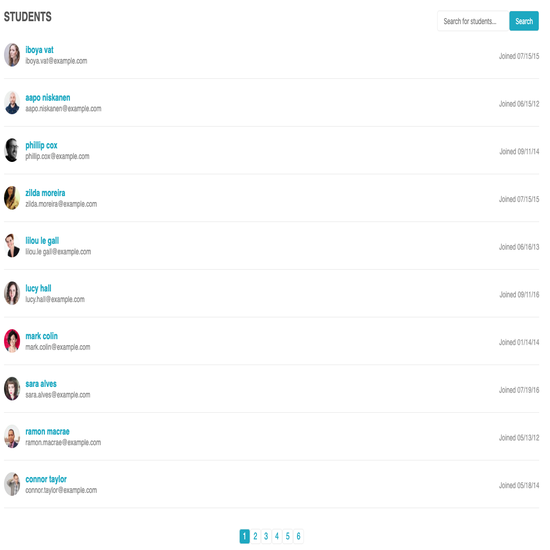 STUDENTS
Search for students...
Search
iboya vat
iboya.vat@example.com
Joined 07/15/15
aapo niskanen
aapo.niskanen@example.com
Joined 06/15/12
phillip cox
phillip.cox@example.com
Joined 09/11/14
zilda moreira
zilda.moreira@example.com
Joined 07/15/15
lilou le gall
lilou.le gall@example.com
Joined 06/16/13
lucy hall
lucy.hall@example.com
Joined 09/11/16
mark colin
mark.colin@example.com
Joined 01/14/14
sara alves
sara.alves@example.com
Joined 07/19/16
ramon macrae
ramon.macrae@example.com
Joined 05/13/12
connor taylor
connor.taylor@example.com
Joined 05/18/14
1 2 3 4 5 6